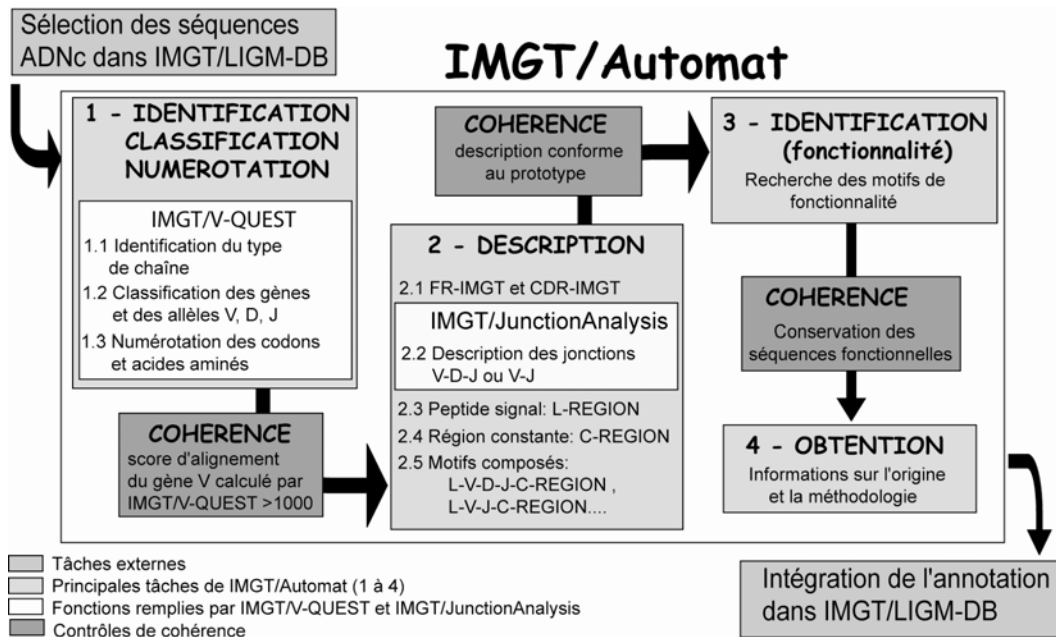 Sélection des séquences
ADNc dans IMGT/LIGM-DB
IMGT/Automat
1 - IDENTIFICATION
CLASSIFICATION
NUMEROTATION
IMGT/V-QUEST
1.1 Identification du type
de chaîne
1.2 Classification des gènes
et des allèles V, D, J
1.3 Numérotation des codons
et acides aminés
COHERENCE
score d'alignement
du gène V calculé par
IMGT/V-QUEST >1000
COHERENCE
description conforme
au prototype
2 - DESCRIPTION
2.1 FR-IMGT et CDR-IMGT
IMGT/JunctionAnalysis
2.2 Description des jonctions
V-D-J ou V-J
2.3 Peptide signal: L-REGION
2.4 Région constante: C-REGION
2.5 Motifs composés:
L-V-D-J-C-REGION ,
L-V-J-C-REGION....
3 - IDENTIFICATION
(fonctionnalité)
Recherche des motifs de
fonctionnalité
COHERENCE
Conservation des
séquences fonctionnelles
4 - OBTENTION
Informations sur l'origine
et la méthodologie
Tâches externes
Principales tâches de IMGT/Automat (1 à 4)
Fonctions remplies par IMGT/V-QUEST et IMGT/JunctionAnalysis
Contrôles de cohérence
Intégration de l'annotation
dans IMGT/LIGM-DB